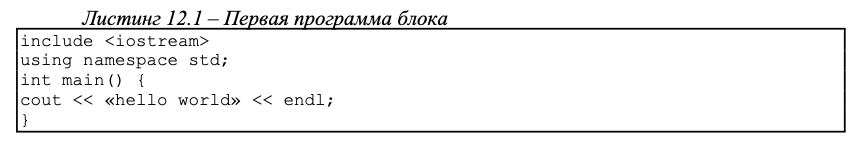 Листинг 12.1 – Первая программа блока
include <iostream>
using namespace std;
int main() {
cout << «hello world» << endl;
}